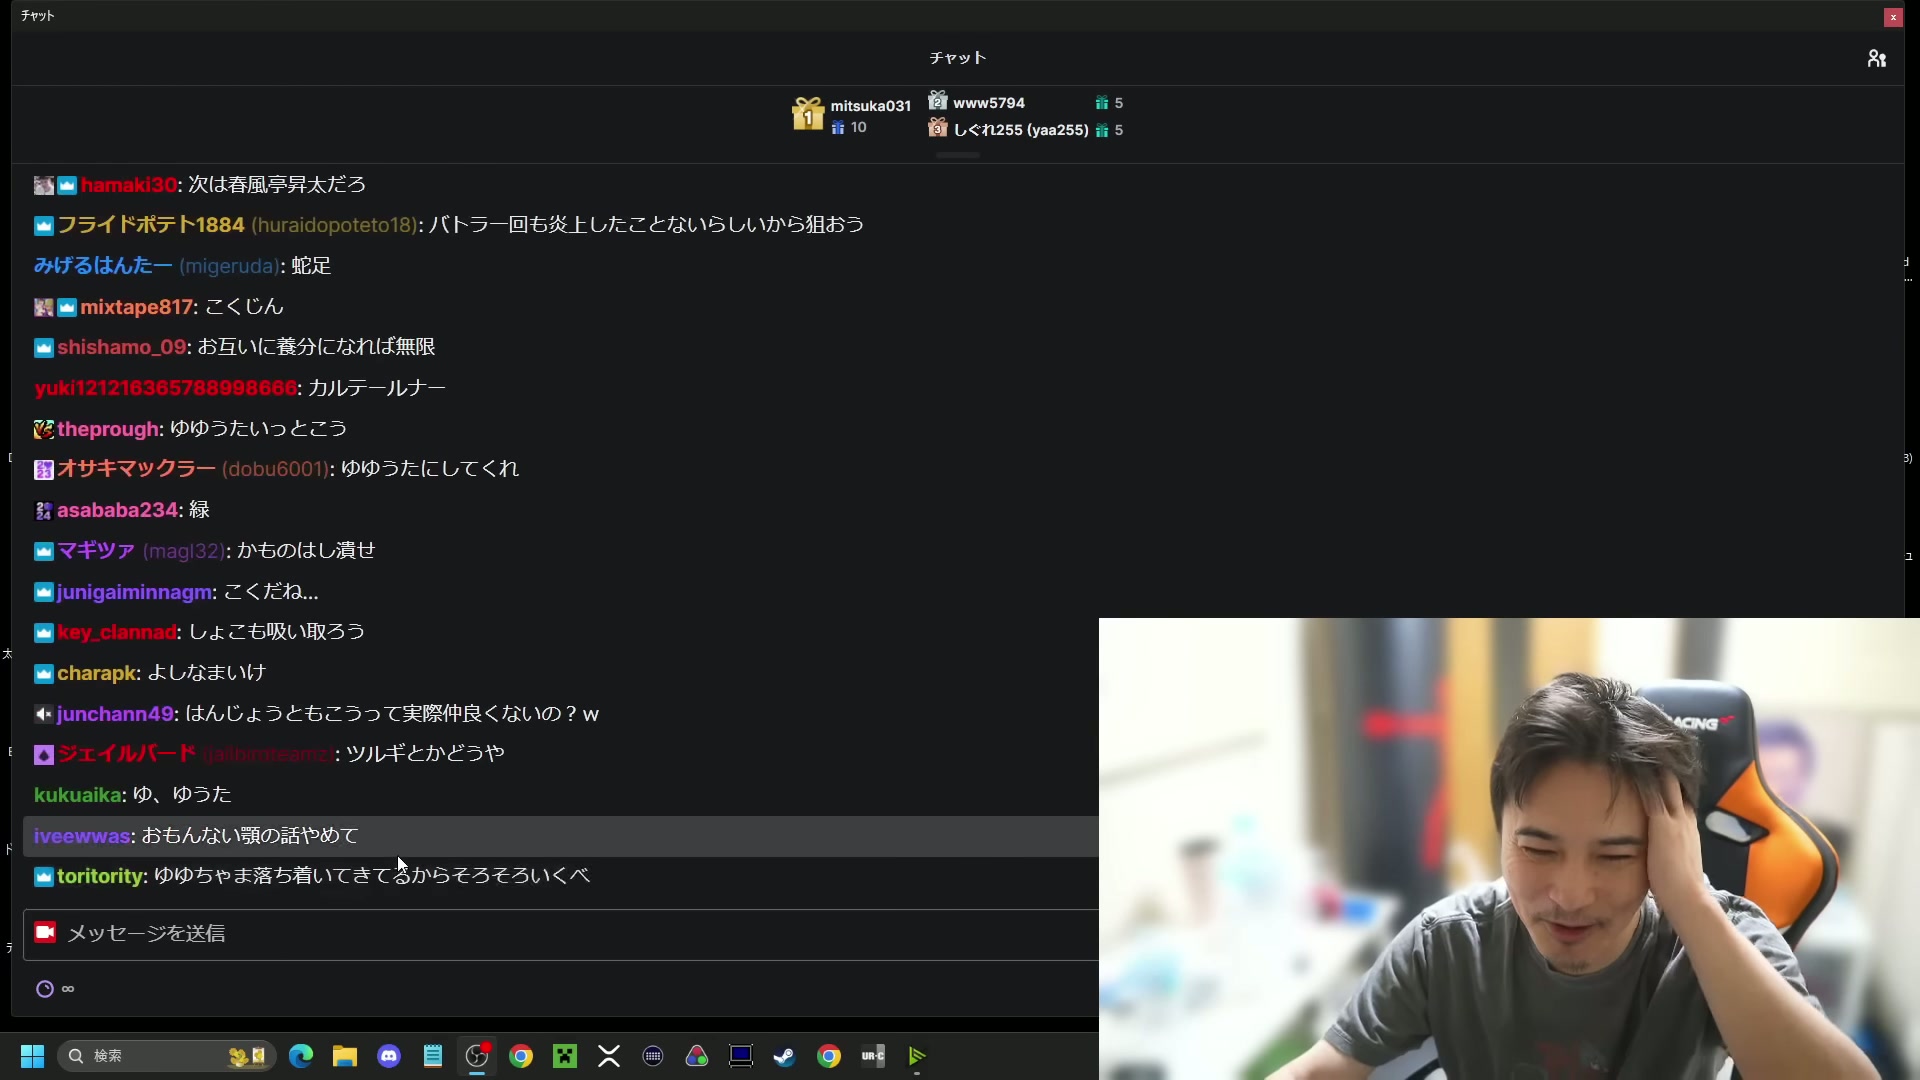 チャット
チャット
1 mitsuka031 10
2 www5794 5
3 しぐれ255 (yaa255) 5
hamaki30: 次は春風亭昇太だろ
フライドポテト1884 (huraidopoteto18): バトラー回も炎上したことないらしいから狙おう
みげるはんたー (migeruda): 蛇足
mixtape817: こくじん
shishamo_09: お互いに養分になれば無限
yuki121216365788998666: カルテールナー
theprough: ゆゆうたいっとこう
オサキマックラー (dobu6001): ゆゆうたにしてくれ
asababa234: 緑
マギツァ (magl32): かものはし潰せ
junigaiminnagm: こくだね...
key_clannad: しょこも吸い取ろう
charapk: よしなまいけ
junchann49: はんじょうともこうって実際仲良くないの？w
ジェイルバード: ツルギとかどうや
kukuaika: ゆ、ゆうた
iveewwas: おもんない顎の話やめて
toritority: ゆゆちゃま落ち着いてきてるからそろそろいくべ
メッセージを送信
∞
検索
UR-C
RACING